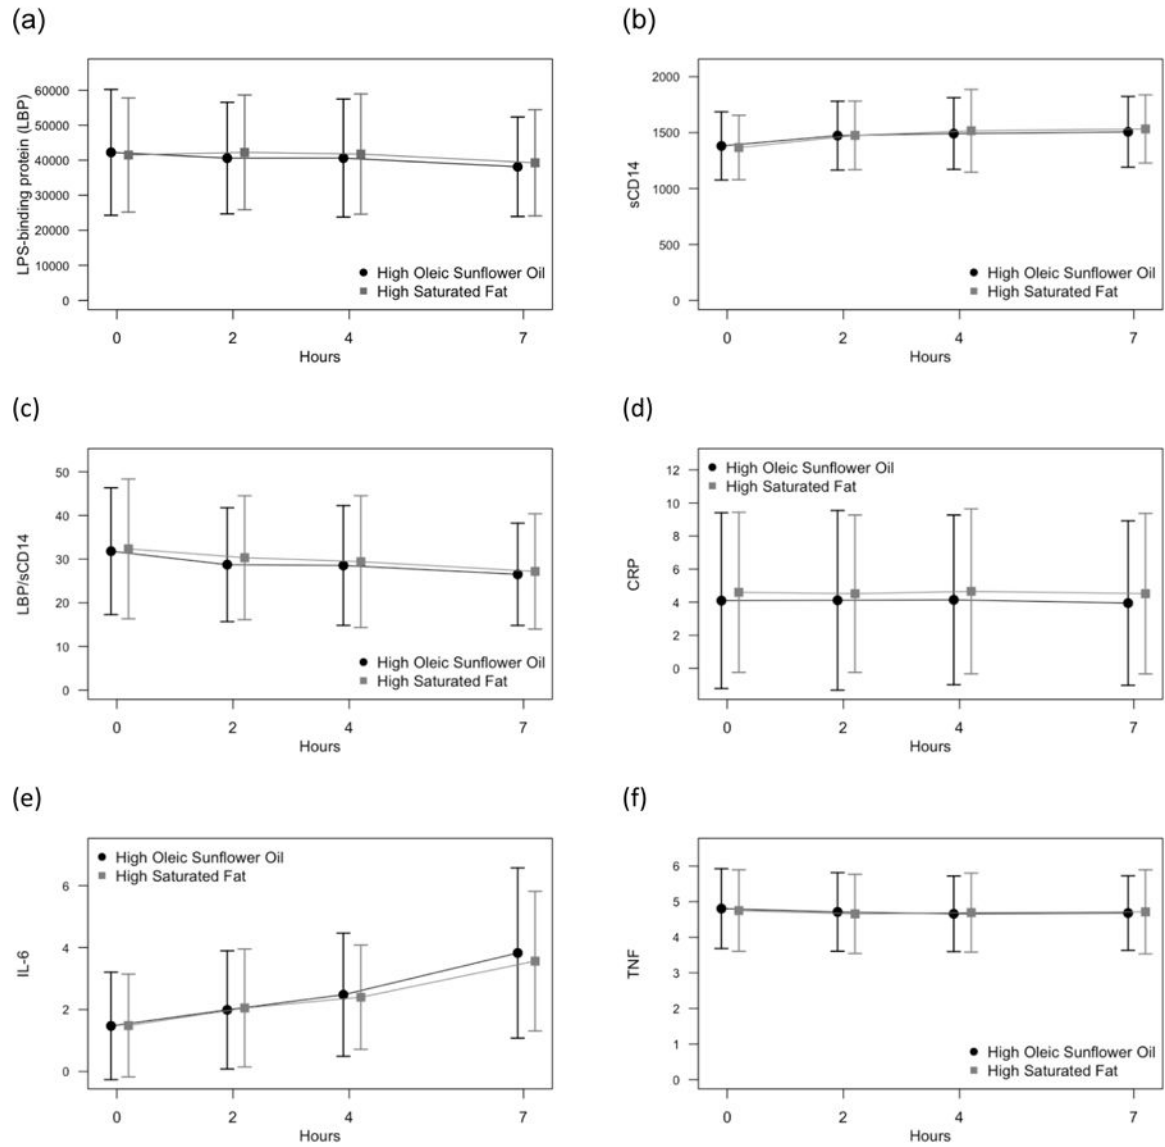 (a)
LPS-binding protein (LBP)
60000
50000
40000
30000
20000
10000
0
High Oleic Sunflower Oil
High Saturated Fat
0 2 4 7
Hours
(b)
sCD14
2000
1500
1000
500
0
High Oleic Sunflower Oil
High Saturated Fat
0 2 4 7
Hours
(c)
LBP/sCD14
50
40
30
20
10
0
High Oleic Sunflower Oil
High Saturated Fat
0 2 4 7
Hours
(d)
CRP
High Oleic Sunflower Oil
High Saturated Fat
12
10
8
6
4
2
0
0 2 4 7
Hours
(e)
IL-6
High Oleic Sunflower Oil
High Saturated Fat
6
4
2
0
0 2 4 7
Hours
(f)
TNF
6
5
4
3
2
1
0
High Oleic Sunflower Oil
High Saturated Fat
0 2 4 7
Hours